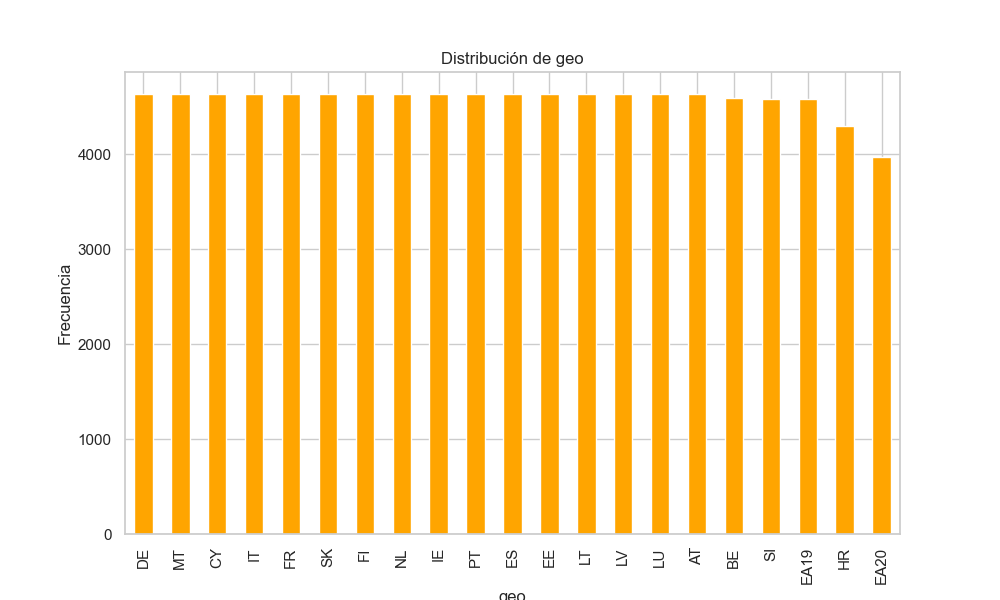 Distribución de geo
Frecuencia
4000
3000
2000
1000
0
DE MT CY IT FR SK FI NL IE PT ES EE LT LV LU AT BE SI EA19 HR EA20
geo